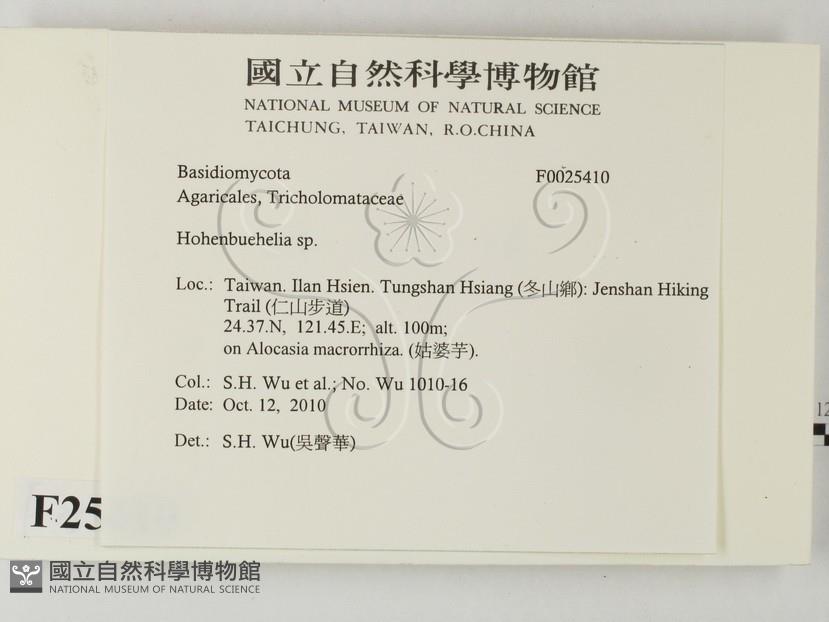 國立自然科學博物館
NATIONAL MUSEUM OF NATURAL SCIENCE
TAICHUNG, TAIWAN, R.O.CHINA
Basidiomycota F0025410
Agaricales, Tricholomataceae
Hohenbuehelia sp.
Loc.: Taiwan. Ilan Hsien. Tungshan Hsiang (冬山鄉): Jenshan Hiking
Trail (仁山步道)
24.37.N, 121.45.E; alt. 100m;
on Alocasia macrorrhiza. (姑婆芋).
Col.: S.H. Wu et al.; No. Wu 1010-16
Date: Oct. 12, 2010
Det.: S.H. Wu(吳聲華)
12
F25
國立自然科學博物館
NATIONAL MUSEUM OF NATURAL SCIENCE